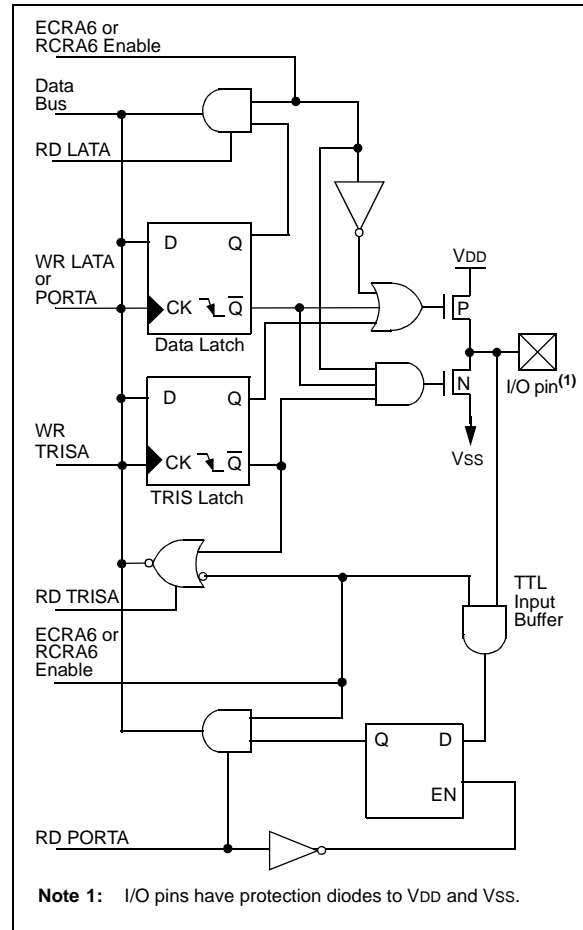 ECRA6 or
RCRA6 Enable
Data
Bus
RD LATA
WR LATA
or
PORTA
D Q
CK Q
Data Latch
VDD
P
I/O pin(1)
N
VSS
WR
TRISA
D Q
CK Q
TRIS Latch
RD TRISA
TTL
Input
Buffer
ECRA6 or
RCRA6
Enable
Q D
EN
RD PORTA
Note 1: I/O pins have protection diodes to VDD and VSS.